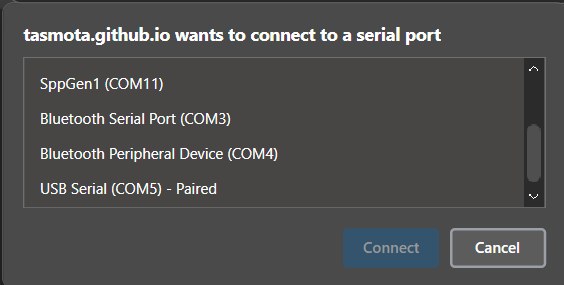 tasmota.github.io wants to connect to a serial port
SppGen1 (COM11)
Bluetooth Serial Port (COM3)
Bluetooth Peripheral Device (COM4)
USB Serial (COM5) - Paired
Connect
Cancel